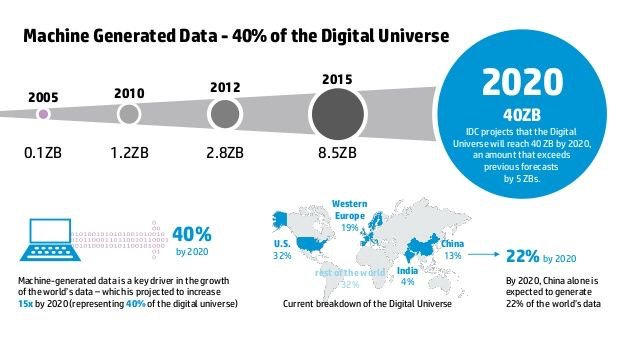 Machine Generated Data - 40% of the Digital Universe
2005
2010
2012
2015
0.1ZB
1.2ZB
2.8ZB
8.5ZB
2020
40ZB
IDC projects that the Digital
Universe will reach 40 ZB by 2020,
an amount that exceeds
previous forecasts
by 5 ZBs.
40%
by 2020
Machine-generated data is a key driver in the growth
of the world's data – which is projected to increase
15x by 2020 (representing 40% of the digital universe)
Western
Europe
19%
U.S.
32%
rest of the world
32%
India
4%
China
13%
Current breakdown of the Digital Universe
22% by 2020
By 2020, China alone is
expected to generate
22% of the world's data